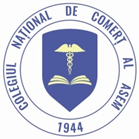 COLEGIUL NATIONAL DE COMERT AL ASEM
1944